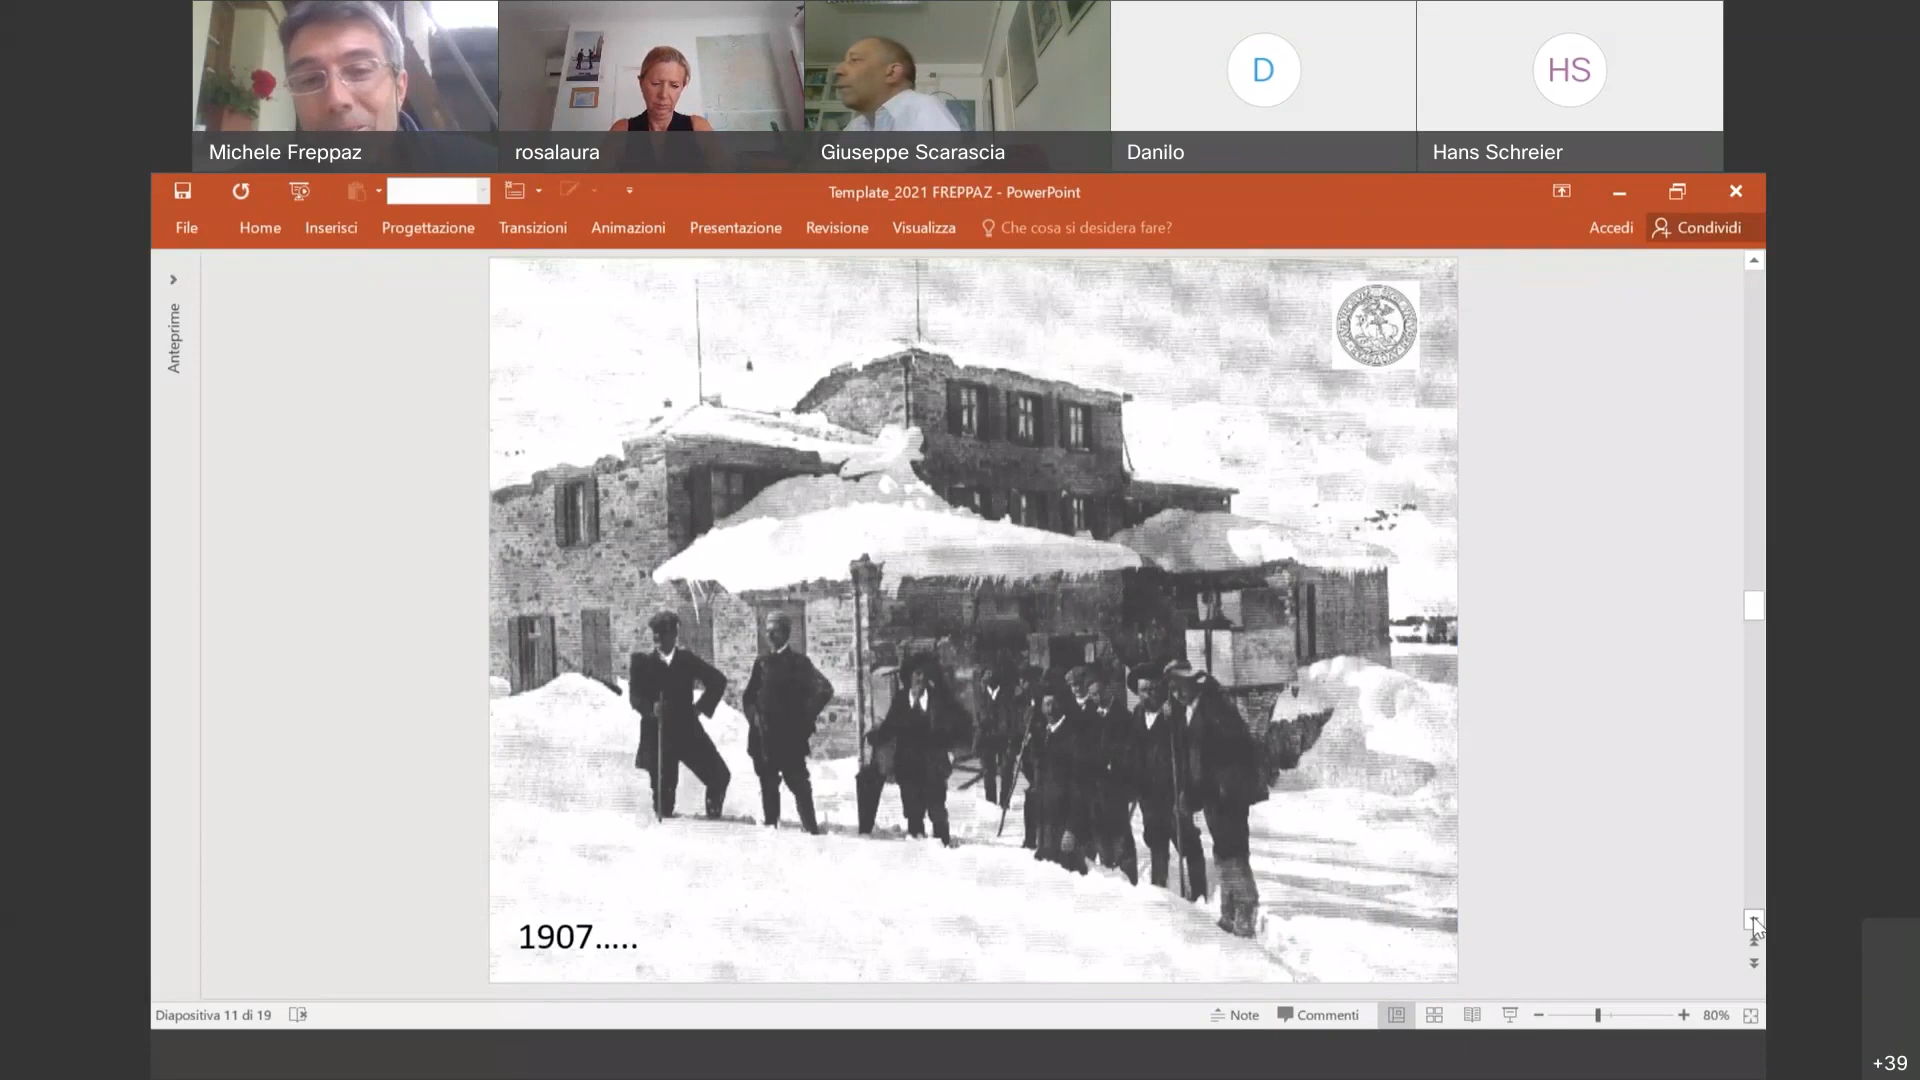 D
HS
Michele Freppaz
rosalaura
Giuseppe Scarascia
Danilo
Hans Schreier
Template_2021 FREPPAZ - PowerPoint
File
Home
Inserisci
Progettazione
Transizioni
Animazioni
Presentazione
Revisione
Visualizza
Che cosa si desidera fare?
Accedi
Condividi
Anteprime
1907.....
Diapositiva 11 di 19
Note
Commenti
80%
+39